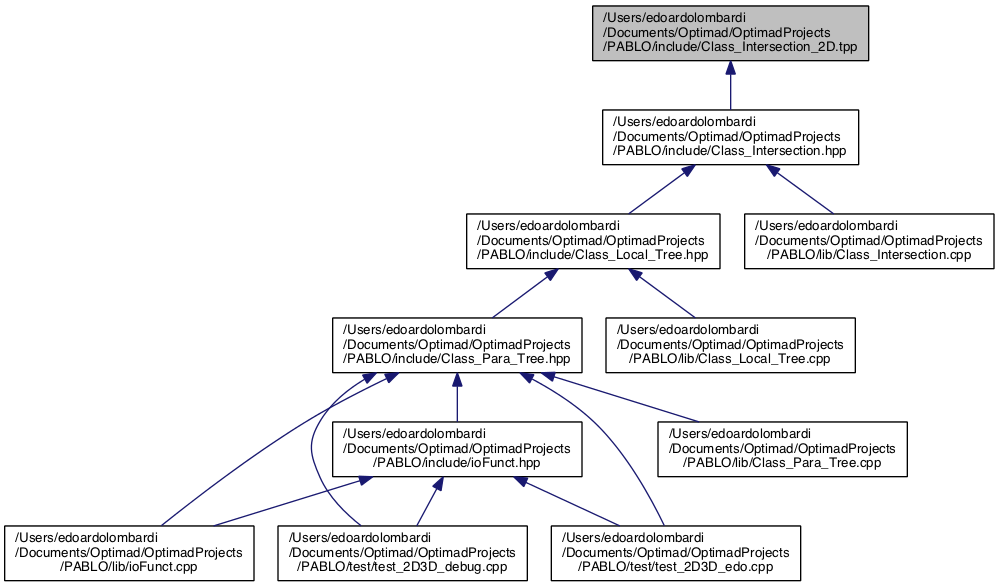 /Users/edoardolombardi
/Documents/Optimad/OptimadProjects
/PABLO/include/Class_Intersection_2D.tpp
/Users/edoardolombardi
/Documents/Optimad/OptimadProjects
/PABLO/include/Class_Intersection.hpp
/Users/edoardolombardi
/Documents/Optimad/OptimadProjects
/PABLO/include/Class_Local_Tree.hpp
/Users/edoardolombardi
/Documents/Optimad/OptimadProjects
/PABLO/lib/Class_Intersection.cpp
/Users/edoardolombardi
/Documents/Optimad/OptimadProjects
/PABLO/include/Class_Para_Tree.hpp
/Users/edoardolombardi
/Documents/Optimad/OptimadProjects
/PABLO/lib/Class_Local_Tree.cpp
/Users/edoardolombardi
/Documents/Optimad/OptimadProjects
/PABLO/include/ioFunct.hpp
/Users/edoardolombardi
/Documents/Optimad/OptimadProjects
/PABLO/lib/Class_Para_Tree.cpp
/Users/edoardolombardi
/Documents/Optimad/OptimadProjects
/PABLO/lib/ioFunct.cpp
/Users/edoardolombardi
/Documents/Optimad/OptimadProjects
/PABLO/test/test_2D3D_debug.cpp
/Users/edoardolombardi
/Documents/Optimad/OptimadProjects
/PABLO/test/test_2D3D_edo.cpp